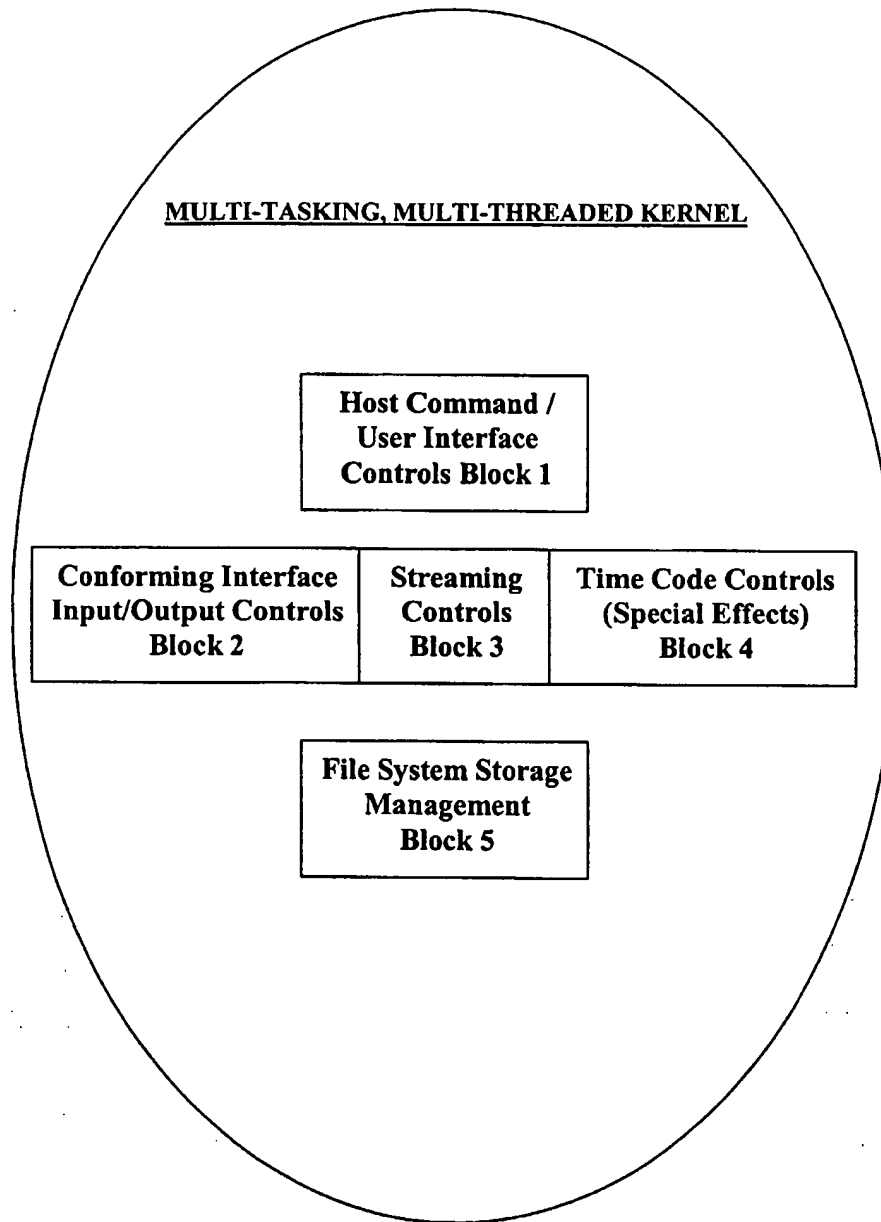 MULTI-TASKING, MULTI-THREADED KERNEL
Host Command /
User Interface
Controls Block 1
Conforming Interface
Input/Output Controls
Block 2
Streaming
Controls
Block 3
Time Code Controls
(Special Effects)
Block 4
File System Storage
Management
Block 5